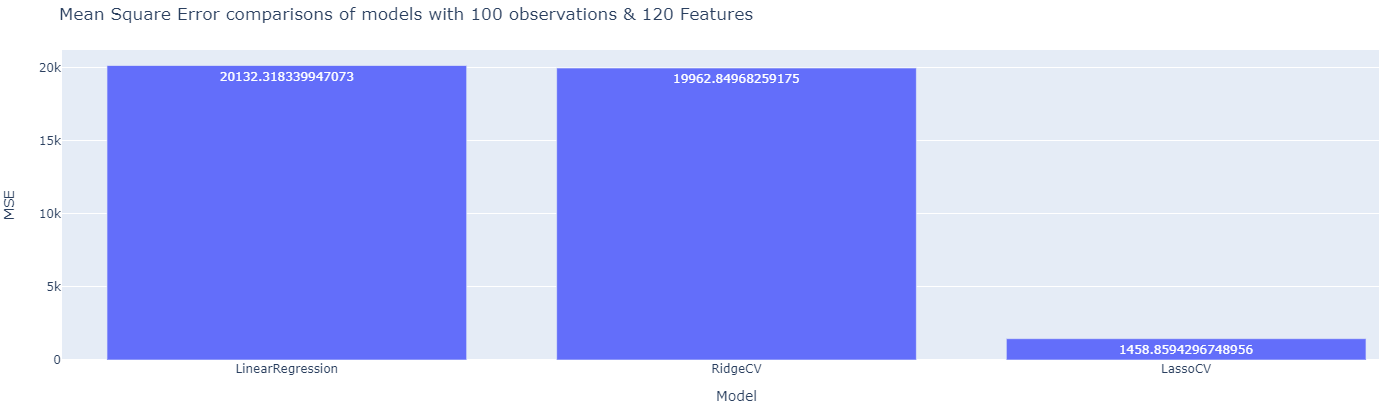 Mean Square Error comparisons of models with 100 observations & 120 Features
20k
15k
10k
5k
0
MSE
20132.318339947073
19962.84968259175
1458.8594296748956
LinearRegression
RidgeCV
LassoCV
Model